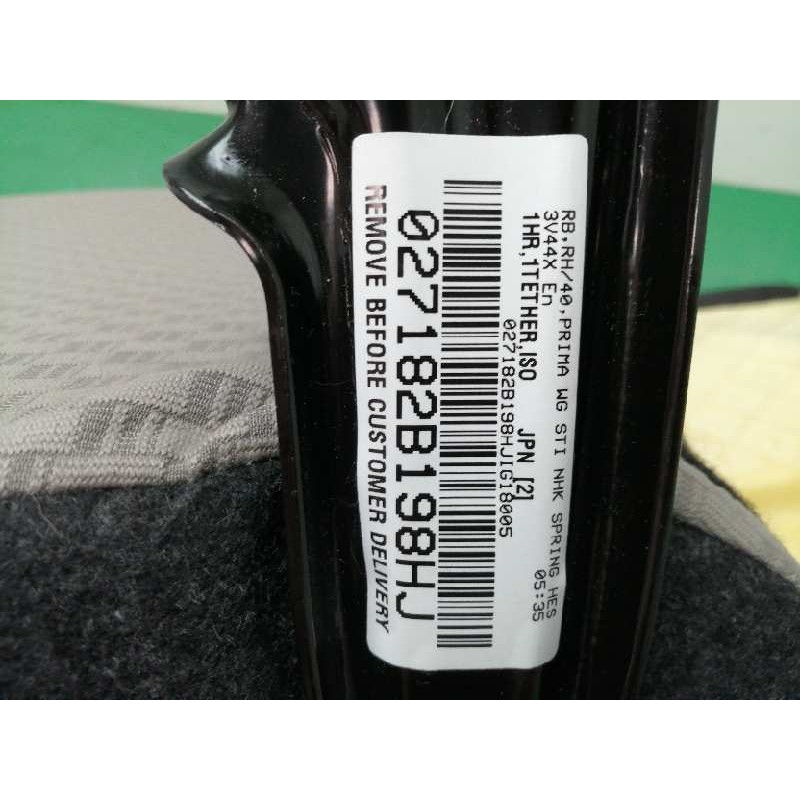 RB,RH/40,PRIMA WG STI NHK SPRING HES
3V44X En 05:35
1HR,1TETHER,ISO JPN [2]
027182B198HJIG18005
027182B198HJ
REMOVE BEFORE CUSTOMER DELIVERY